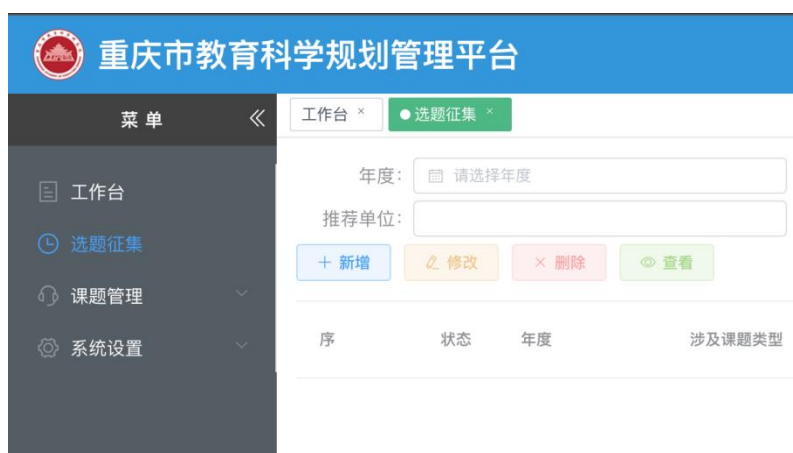 重庆市教育科学规划管理平台
菜单
工作台
选题征集
年度：
请选择年度
推荐单位：
工作台
选题征集
课题管理
系统设置
+ 新增
修改
× 删除
查看
序
状态
年度
涉及课题类型